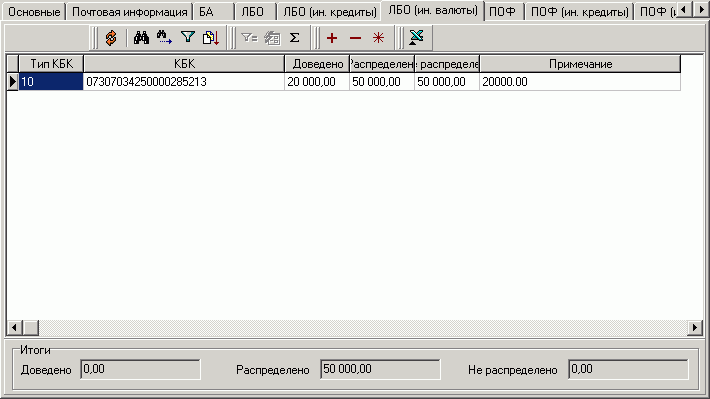 Основные Почтовая информация БА ЛБО ЛБО (ин. кредиты) ЛБО (ин. валюты) ПОФ ПОФ (ин. кредиты) ПОФ
Тип КБК КБК Доведено Распределен распределе Примечание
10 07307034250000285213 20 000,00 50 000,00 50 000,00 20000.00
Итоги
Доведено 0,00 Распределено 50 000,00 Не распределено 0,00